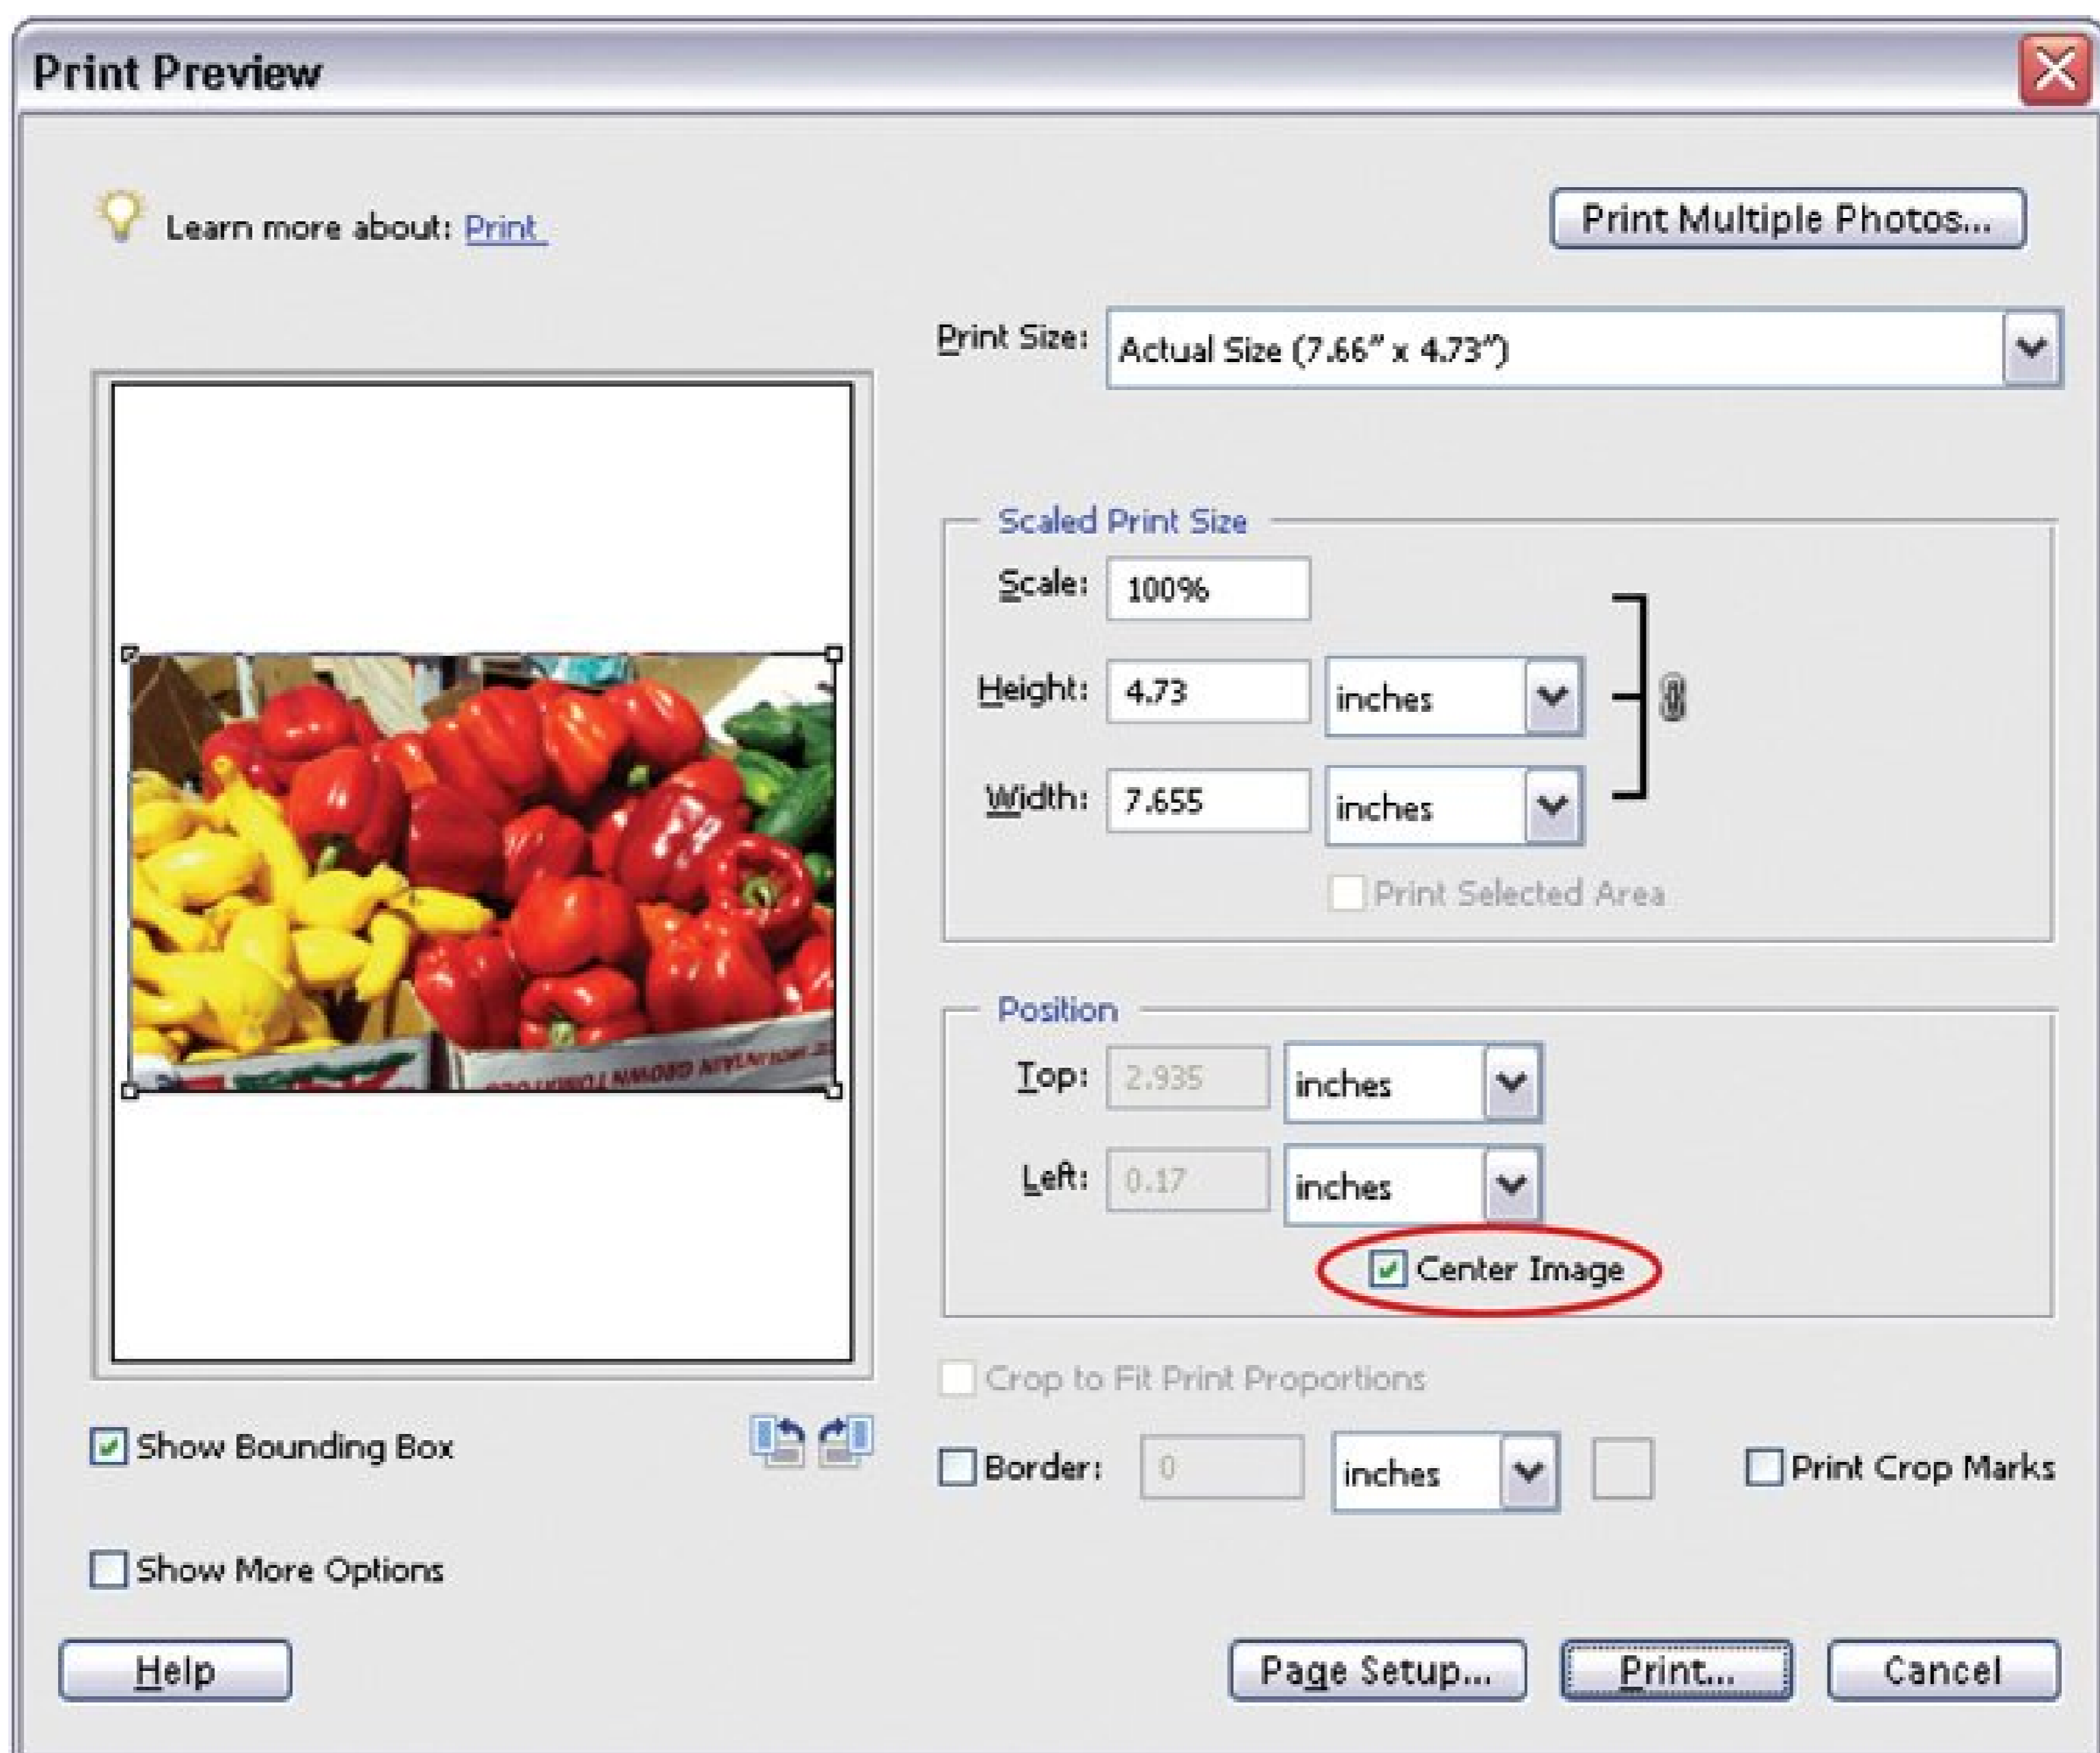 Print Preview
Learn more about: Print
Print Multiple Photos...
Print Size: Actual Size (7.66" x 4.73")
Scaled Print Size
Scale: 100%
Height: 4.73 inches
Width: 7.655 inches
Print Selected Area
Position
Top: 2.935 inches
Left: 0.17 inches
Center Image
Crop to Fit Print Proportions
Show Bounding Box
Border: 0 inches
Print Crop Marks
Show More Options
Help
Page Setup...
Print...
Cancel